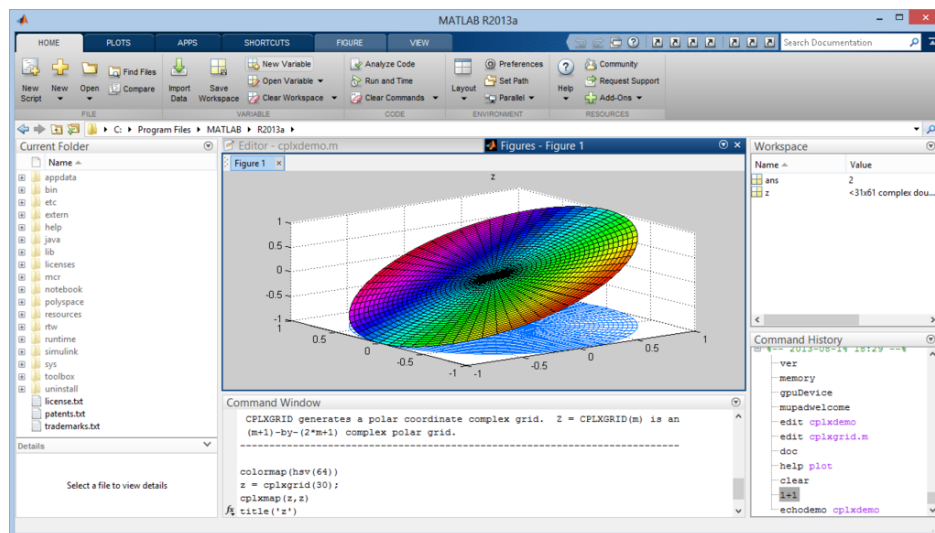 MATLAB R2013a
HOME PLOTS APPS SHORTCUTS FIGURE VIEW Search Documentation
New Script New Open Find Files Compare Import Data Save Workspace New Variable Open Variable Clear Workspace Analyze Code Run and Time Clear Commands Layout Preferences Set Path Parallel Help Community Request Support Add-Ons
FILE VARIABLE CODE ENVIRONMENT RESOURCES
C: Program Files MATLAB R2013a
Current Folder
Name
appdata
bin
etc
extern
help
java
lib
licenses
mcr
notebook
polyspace
resources
rtw
runtime
simulink
sys
toolbox
uninstall
license.txt
patents.txt
trademarks.txt
Details
Select a file to view details
Editor - cplxdemo.m Figures - Figure 1
Figure 1
z
1
0.5
0
-0.5
-1
1
0.5
0
-0.5
-1
-1
-0.5
0
0.5
1
Command Window
CPLXGRID generates a polar coordinate complex grid. Z = CPLXGRID(m) is an
(m+1)-by-(2*m+1) complex polar grid.
colormap(hsv(64))
z = cplxgrid(30);
cplxmap(z,z)
fx title('z')
Workspace
Name Value
ans 2
z <31x61 complex dou...
Command History
%-- 2013-08-14 16:29 --%
ver
memory
gpuDevice
mupadwelcome
edit cplxdemo
edit cplxgrid.m
doc
help plot
clear
1+1
echodemo cplxdemo